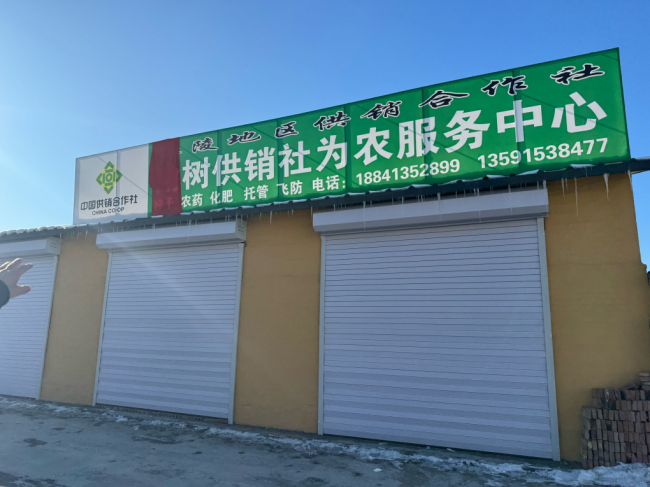 陵地区供销合作社
树供销社为农服务中心
农药 化肥 托管 飞防 电话：18841352899 13591538477
中国供销合作社
CHINA CO-OP